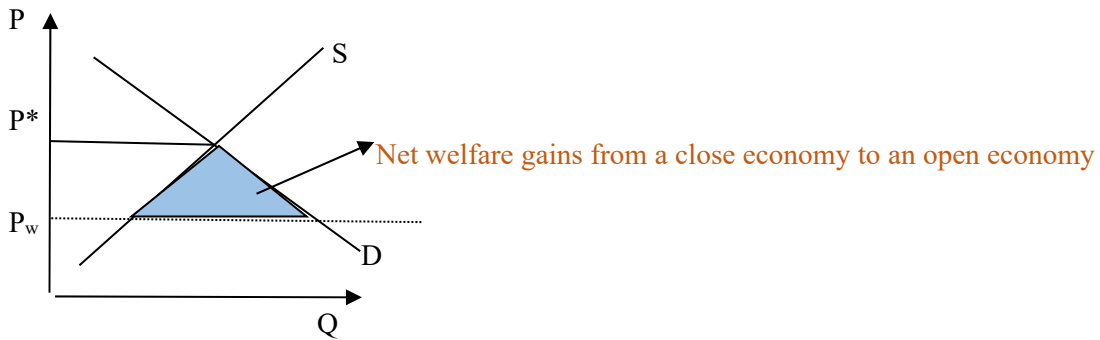 P
S
P*
Net welfare gains from a close economy to an open economy
Pw
D
Q